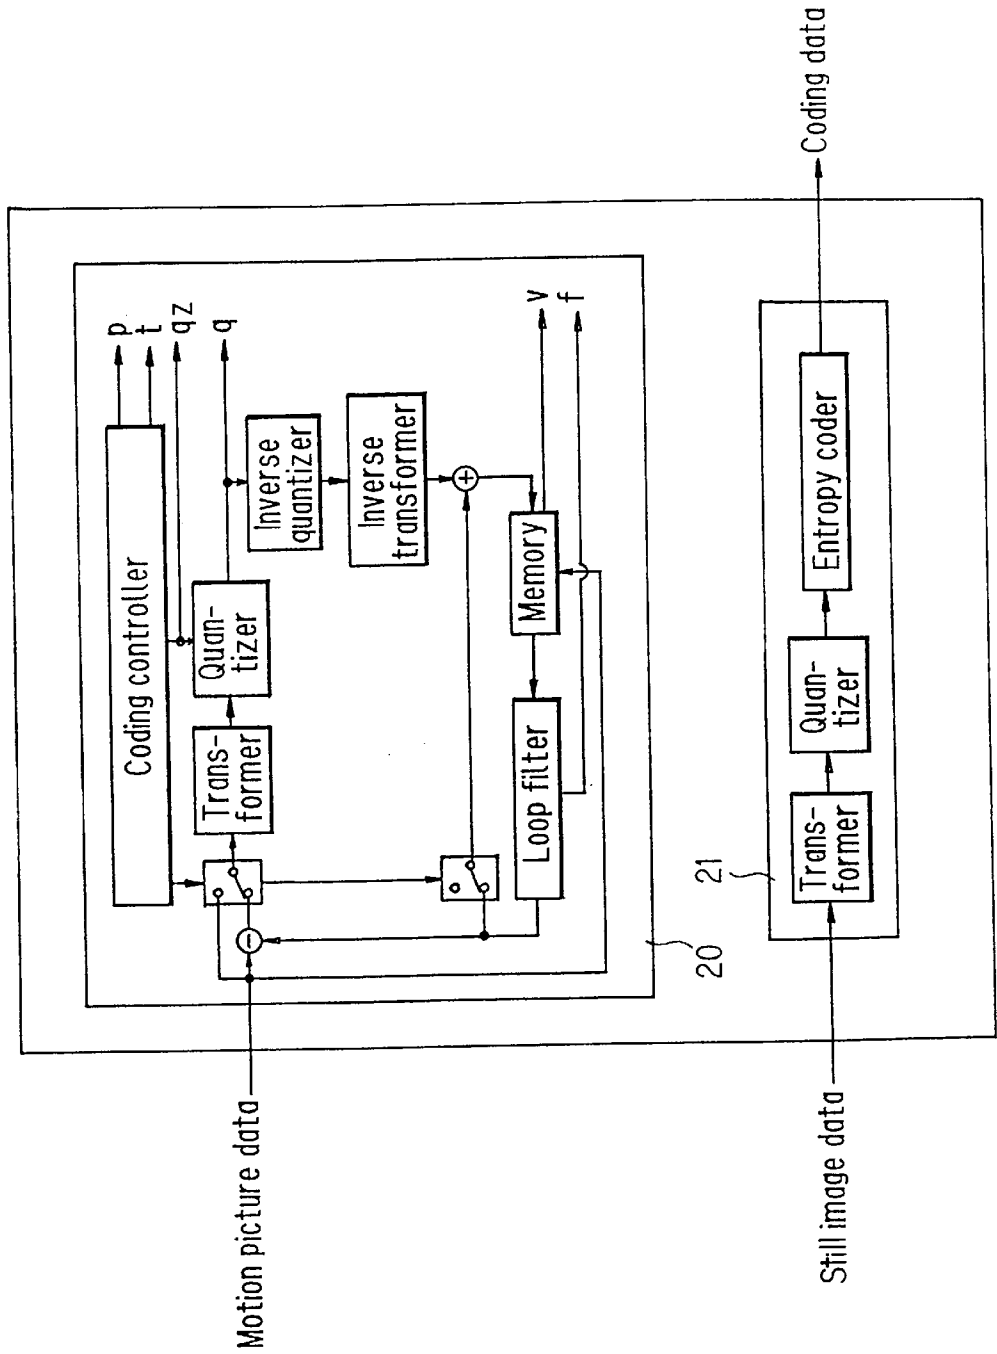 Motion picture data
Coding controller
p
t
qz
q
Trans-
former
Quan-
tizer
Inverse
quantizer
Inverse
transformer
Memory
Loop filter
v
f
20
Still image data
21
Trans-
former
Quan-
tizer
Entropy coder
Coding data